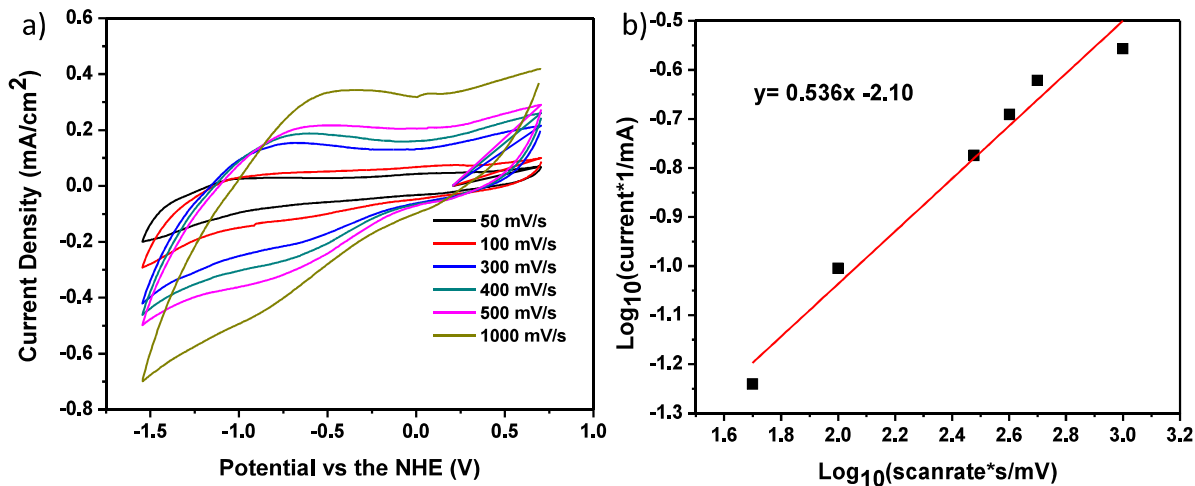 a)
0.6
0.4
0.2
0.0
-0.2
-0.4
-0.6
-0.8
Current Density (mA/cm2)
50 mV/s
100 mV/s
300 mV/s
400 mV/s
500 mV/s
1000 mV/s
-1.5 -1.0 -0.5 0.0 0.5 1.0
Potential vs the NHE (V)
b)
-0.5
-0.6
-0.7
-0.8
-0.9
-1.0
-1.1
-1.2
-1.3
Log10(current*1/mA)
y= 0.536x -2.10
1.6 1.8 2.0 2.2 2.4 2.6 2.8 3.0 3.2
Log10(scanrate*s/mV)